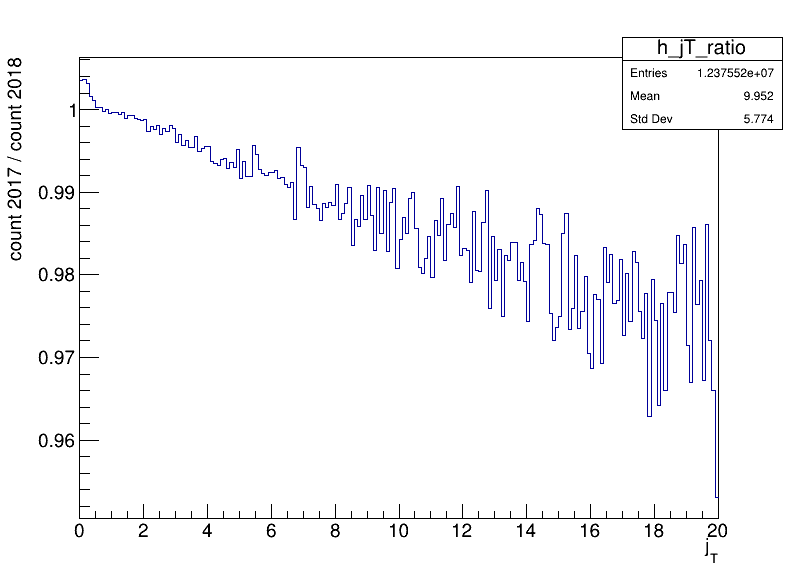 h_jT_ratio
Entries 1.237552e+07
Mean 9.952
Std Dev 5.774
count 2017 / count 2018
1
0.99
0.98
0.97
0.96
0 2 4 6 8 10 12 14 16 18 20
j_T